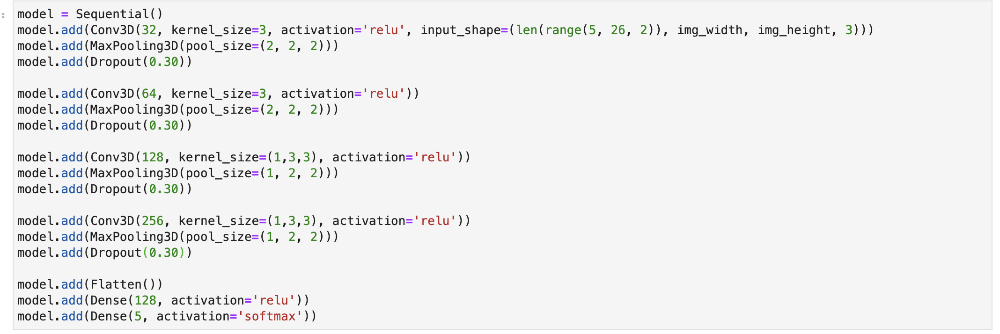 model = Sequential()
model.add(Conv3D(32, kernel_size=3, activation='relu', input_shape=(len(range(5, 26, 2)), img_width, img_height, 3)))
model.add(MaxPooling3D(pool_size=(2, 2, 2)))
model.add(Dropout(0.30))

model.add(Conv3D(64, kernel_size=3, activation='relu'))
model.add(MaxPooling3D(pool_size=(2, 2, 2)))
model.add(Dropout(0.30))

model.add(Conv3D(128, kernel_size=(1,3,3), activation='relu'))
model.add(MaxPooling3D(pool_size=(1, 2, 2)))
model.add(Dropout(0.30))

model.add(Conv3D(256, kernel_size=(1,3,3), activation='relu'))
model.add(MaxPooling3D(pool_size=(1, 2, 2)))
model.add(Dropout(0.30))

model.add(Flatten())
model.add(Dense(128, activation='relu'))
model.add(Dense(5, activation='softmax'))